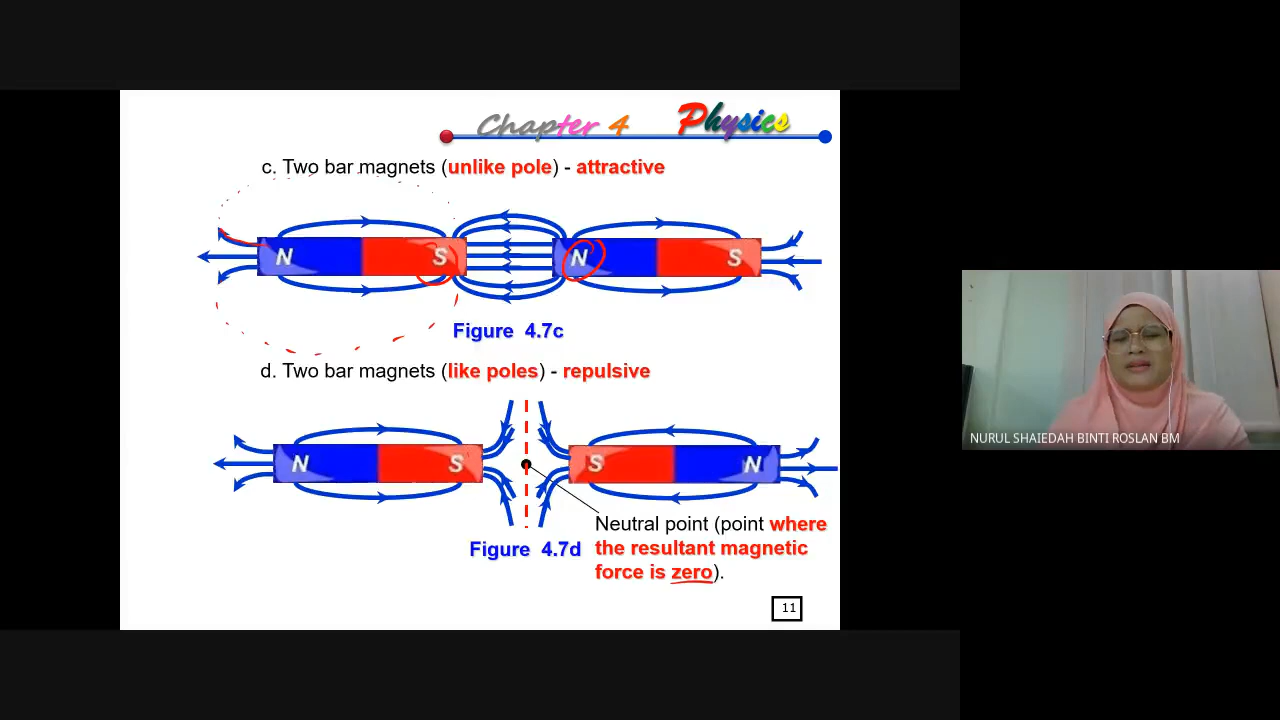 Chapter 4 Physics
c. Two bar magnets (unlike pole) - attractive
N S N S
Figure 4.7c
d. Two bar magnets (like poles) - repulsive
N S S N
Neutral point (point where
the resultant magnetic
force is zero).
Figure 4.7d
11
NURUL SHAIEDAH BINTI ROSLAN BM